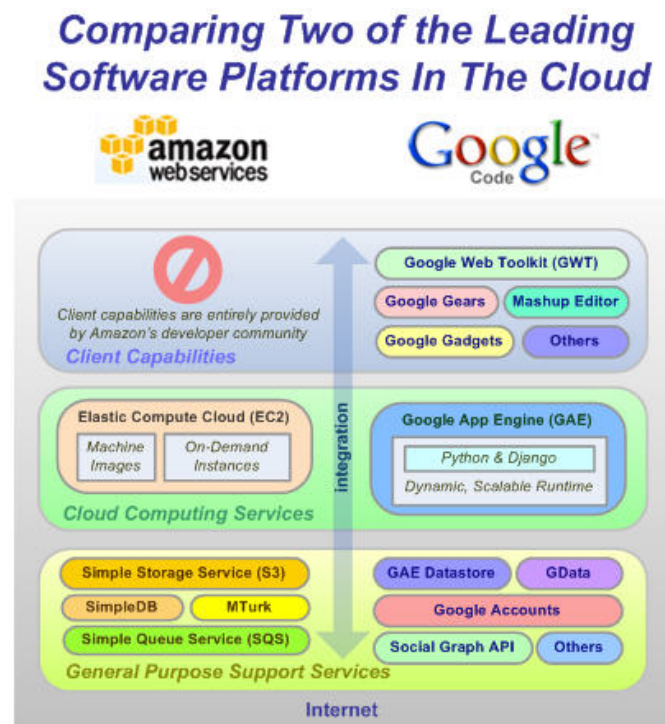 Comparing Two of the Leading
Software Platforms In The Cloud
amazon
webservices
Google™
Code
Client capabilities are entirely provided
by Amazon's developer community
Client Capabilities
Google Web Toolkit (GWT)
Google Gears
Mashup Editor
Google Gadgets
Others
integration
Elastic Compute Cloud (EC2)
Machine
Images
On-Demand
Instances
Cloud Computing Services
Google App Engine (GAE)
Python & Django
Dynamic, Scalable Runtime
Simple Storage Service (S3)
SimpleDB
MTurk
Simple Queue Service (SQS)
General Purpose Support Services
GAE Datastore
GData
Google Accounts
Social Graph API
Others
Internet